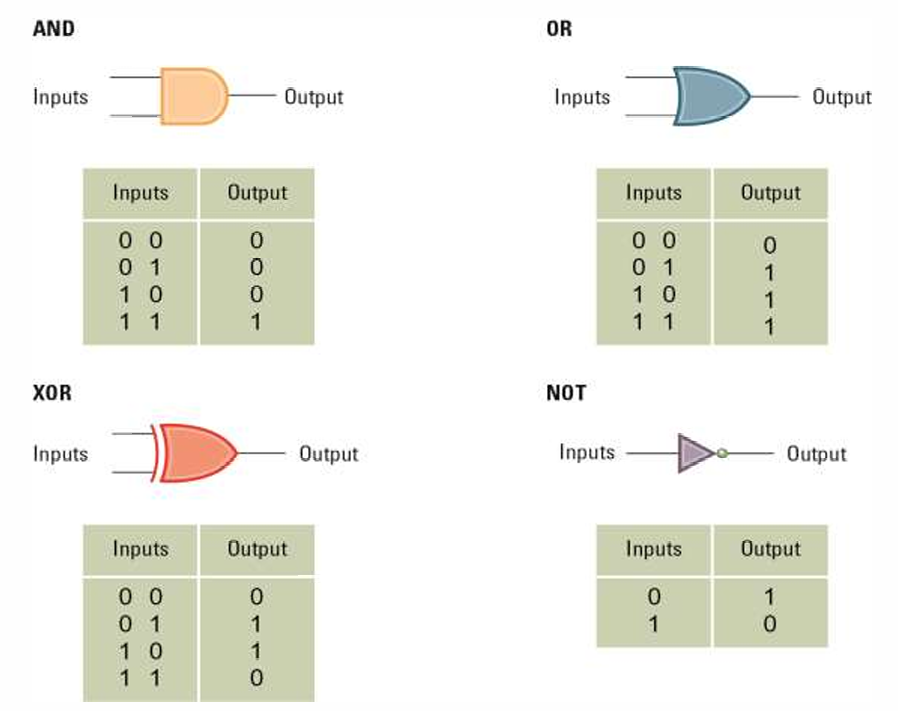 AND
Inputs Output
Inputs Output
0 0 0
0 1 0
1 0 0
1 1 1
OR
Inputs Output
Inputs Output
0 0 0
0 1 1
1 0 1
1 1 1
XOR
Inputs Output
Inputs Output
0 0 0
0 1 1
1 0 1
1 1 0
NOT
Inputs Output
Inputs Output
0 1
1 0